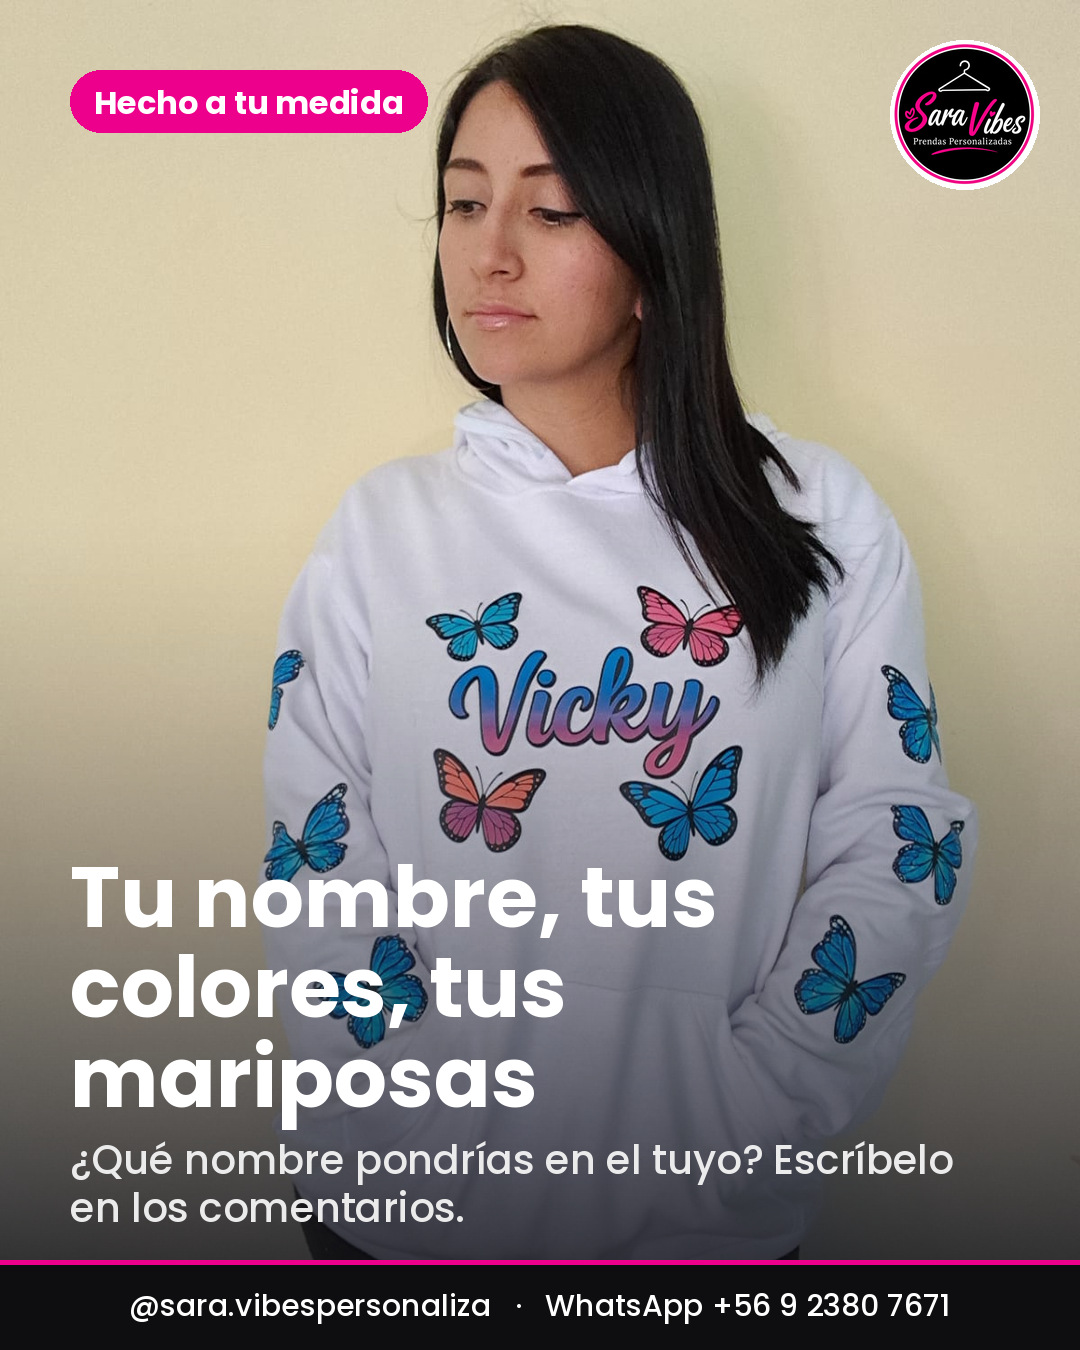 Hecho a tu medida
Sara Vibes
Prendas Personalizadas
Vicky
Tu nombre, tus
colores, tus
mariposas
¿Qué nombre pondrías en el tuyo? Escríbelo
en los comentarios.
@sara.vibespersonaliza · WhatsApp +56 9 2380 7671